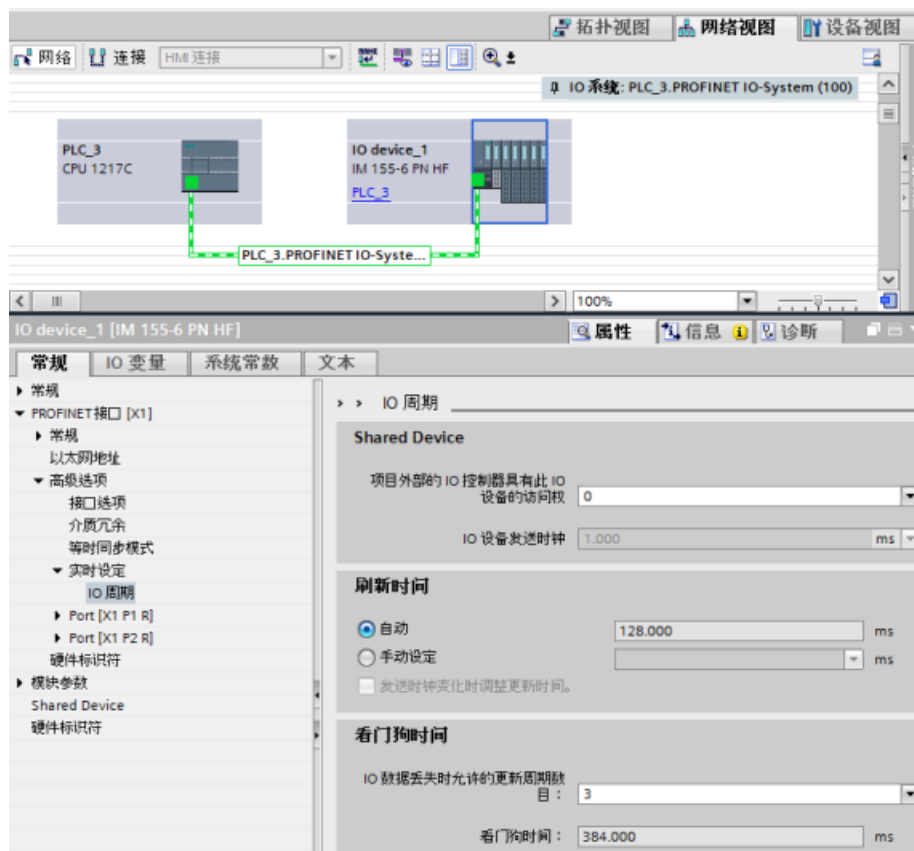 拓扑视图 网络视图 设备视图
网络 连接 HMI 连接
IO 系统: PLC_3.PROFINET IO-System (100)
PLC_3
CPU 1217C
IO device_1
IM 155-6 PN HF
PLC_3
PLC_3.PROFINET IO-Syste...
100%
IO device_1 [IM 155-6 PN HF]
属性 信息 诊断
常规 IO 变量 系统常数 文本
常规
PROFINET接口 [X1]
常规
以太网地址
高级选项
接口选项
介质冗余
等时同步模式
实时设定
IO 周期
Port [X1 P1 R]
Port [X1 P2 R]
硬件标识符
模块参数
Shared Device
硬件标识符
> > IO 周期
Shared Device
项目外部的 IO 控制器具有此 IO
设备的访问权 0
IO 设备发送时钟 1.000 ms
刷新时间
自动 128.000 ms
手动设定 ms
发送时钟变化时调整更新时间。
看门狗时间
IO 数据丢失时允许的更新周期数
目： 3
看门狗时间： 384.000 ms